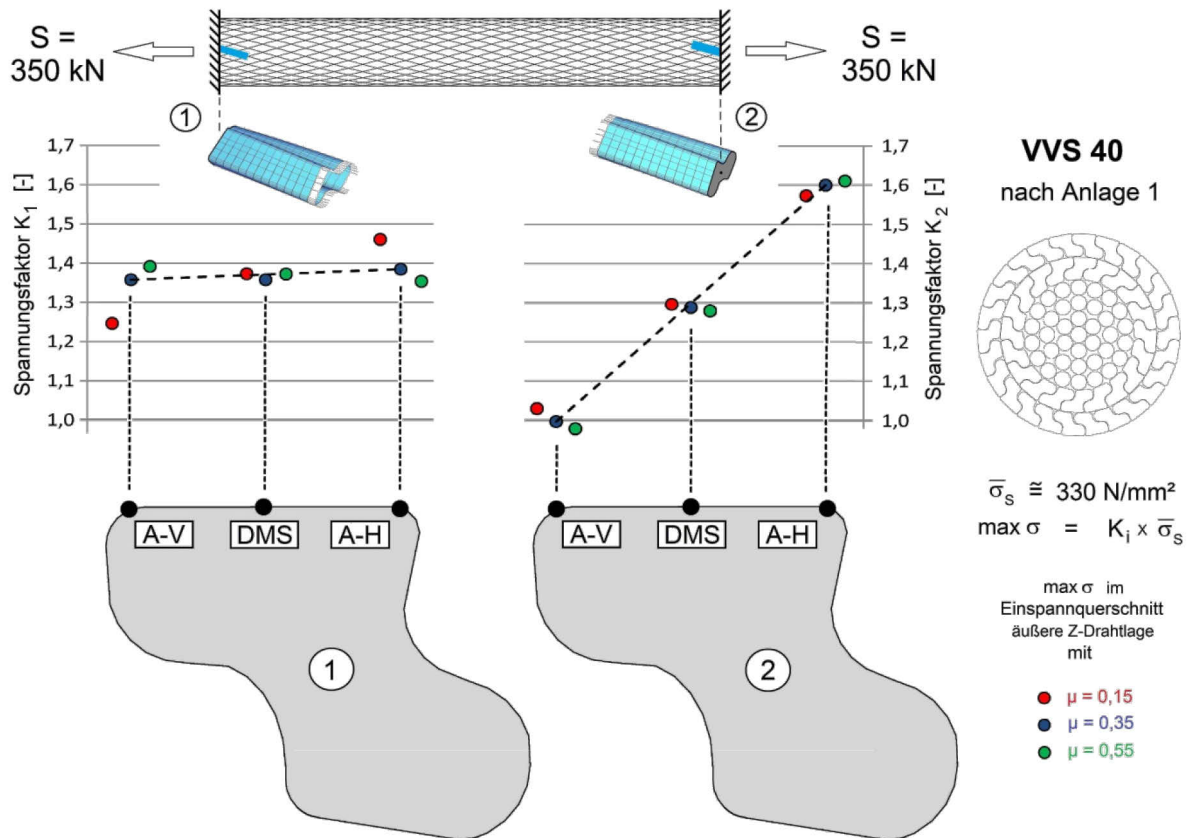 S =
350 kN
S =
350 kN
1
2
Spannungsfaktor K₁ [-]
1,7
1,6
1,5
1,4
1,3
1,2
1,1
1,0
Spannungsfaktor K₂ [-]
1,7
1,6
1,5
1,4
1,3
1,2
1,1
1,0
A-V
DMS
A-H
1
A-V
DMS
A-H
2
VVS 40
nach Anlage 1
σ̅ₛ ≅ 330 N/mm²
max σ = Kᵢ x σ̅ₛ
max σ im
Einspannquerschnitt
äußere Z-Drahtlage
mit
µ = 0,15
µ = 0,35
µ = 0,55